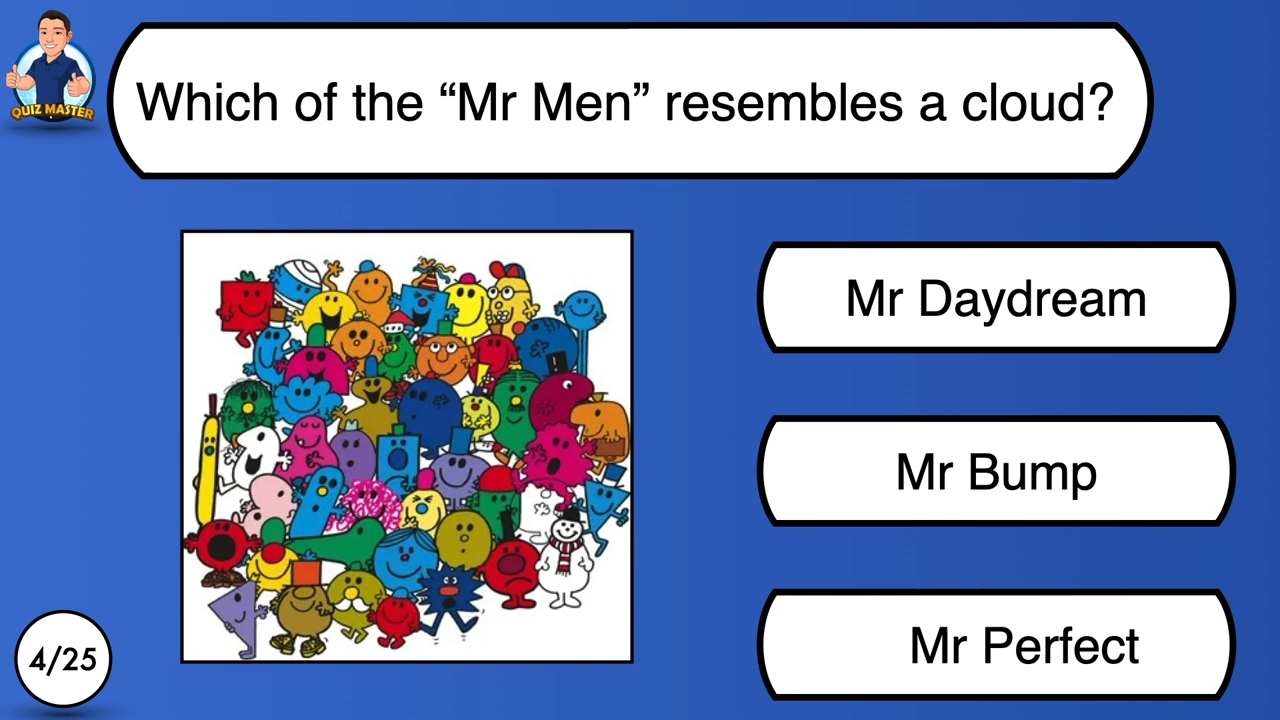 QUIZ MASTER
Which of the “Mr Men” resembles a cloud?
Mr Daydream
Mr Bump
Mr Perfect
4/25